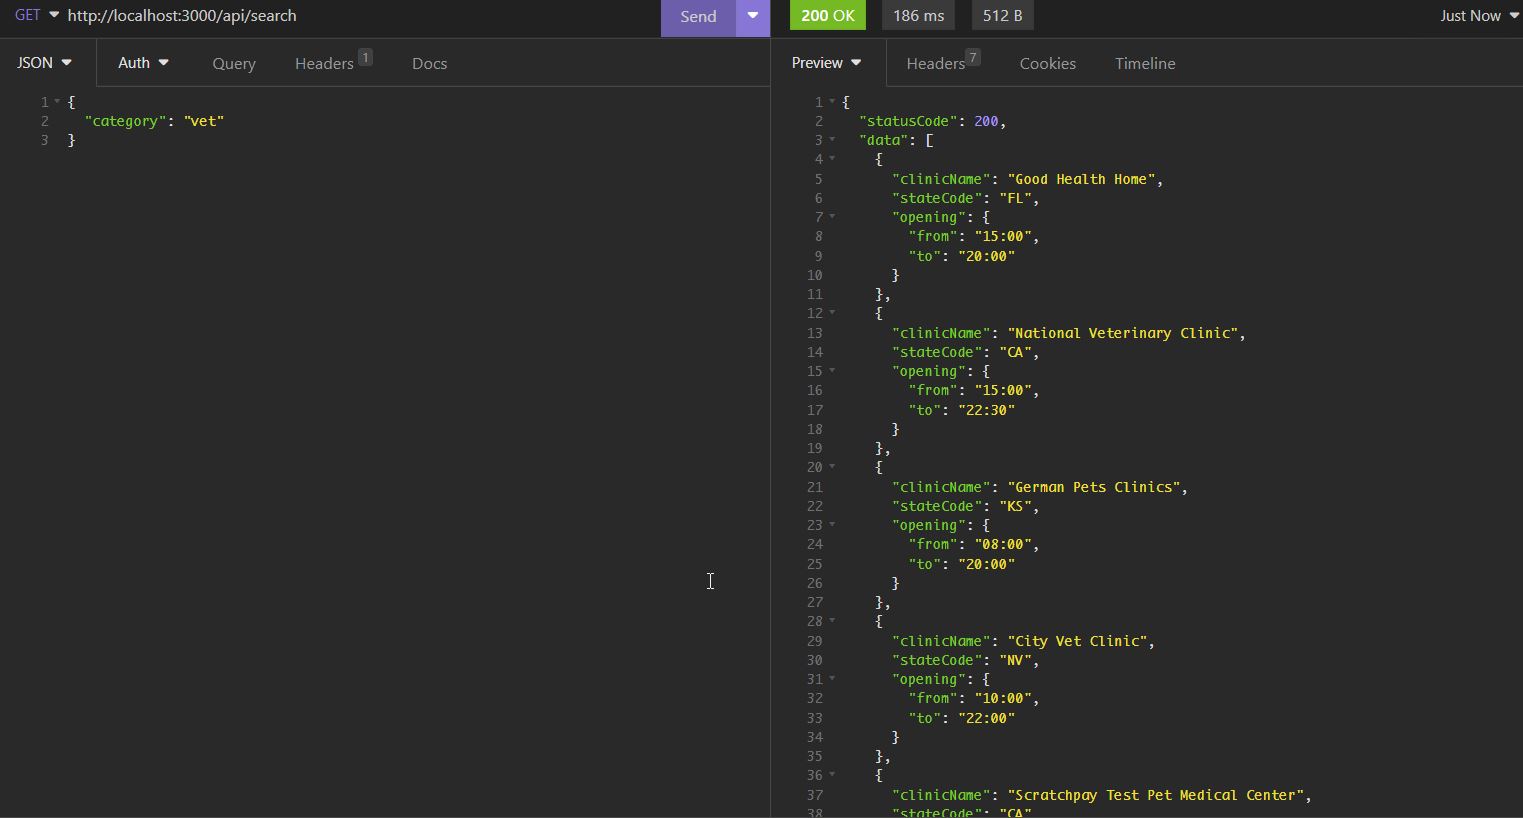 GET http://localhost:3000/api/search Send 200 OK 186 ms 512 B Just Now
JSON Auth Query Headers 1 Docs
1 {
2 "category": "vet"
3 }
Preview Headers 7 Cookies Timeline
1 {
2 "statusCode": 200,
3 "data": [
4 {
5 "clinicName": "Good Health Home",
6 "stateCode": "FL",
7 "opening": {
8 "from": "15:00",
9 "to": "20:00"
10 }
11 },
12 {
13 "clinicName": "National Veterinary Clinic",
14 "stateCode": "CA",
15 "opening": {
16 "from": "15:00",
17 "to": "22:30"
18 }
19 },
20 {
21 "clinicName": "German Pets Clinics",
22 "stateCode": "KS",
23 "opening": {
24 "from": "08:00",
25 "to": "20:00"
26 }
27 },
28 {
29 "clinicName": "City Vet Clinic",
30 "stateCode": "NV",
31 "opening": {
32 "from": "10:00",
33 "to": "22:00"
34 }
35 },
36 {
37 "clinicName": "Scratchpay Test Pet Medical Center",
38 "stateCode": "CA"